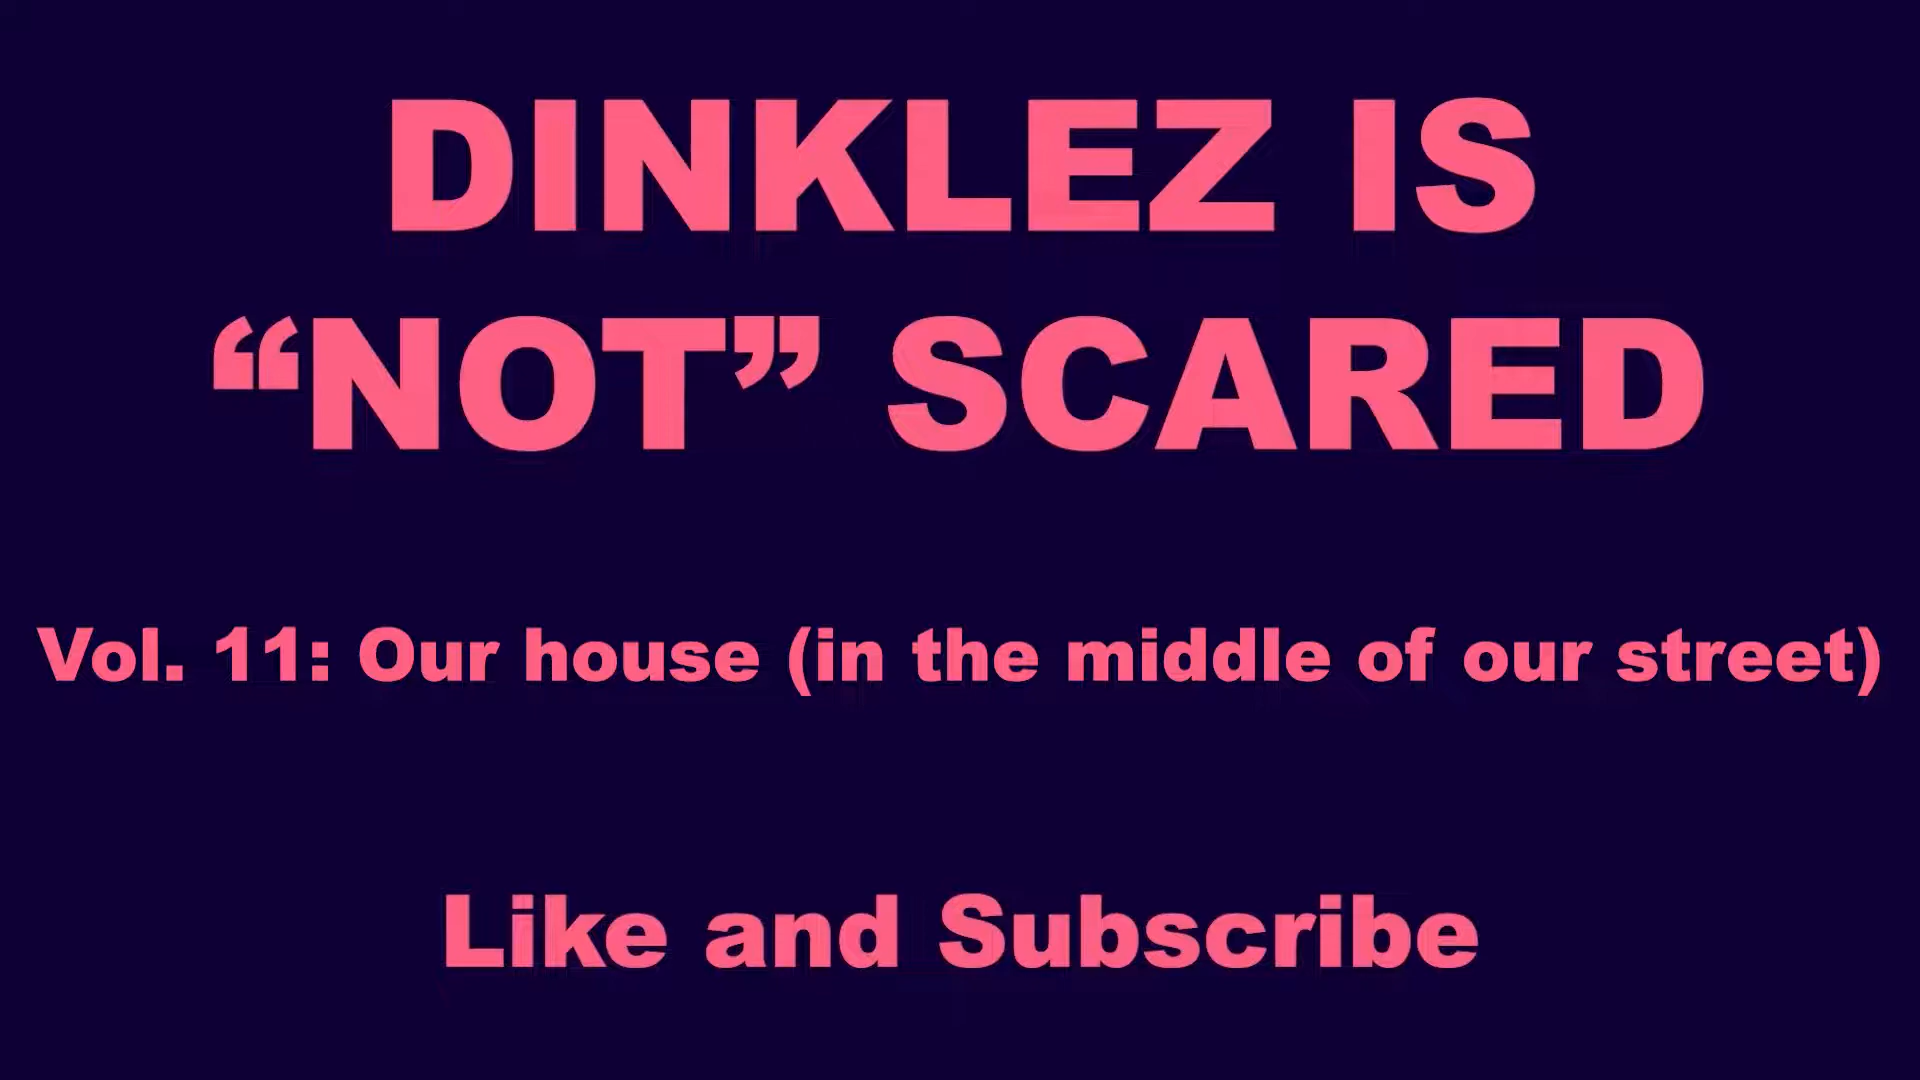 DINKLEZ IS
“NOT” SCARED
Vol. 11: Our house (in the middle of our street)
Like and Subscribe